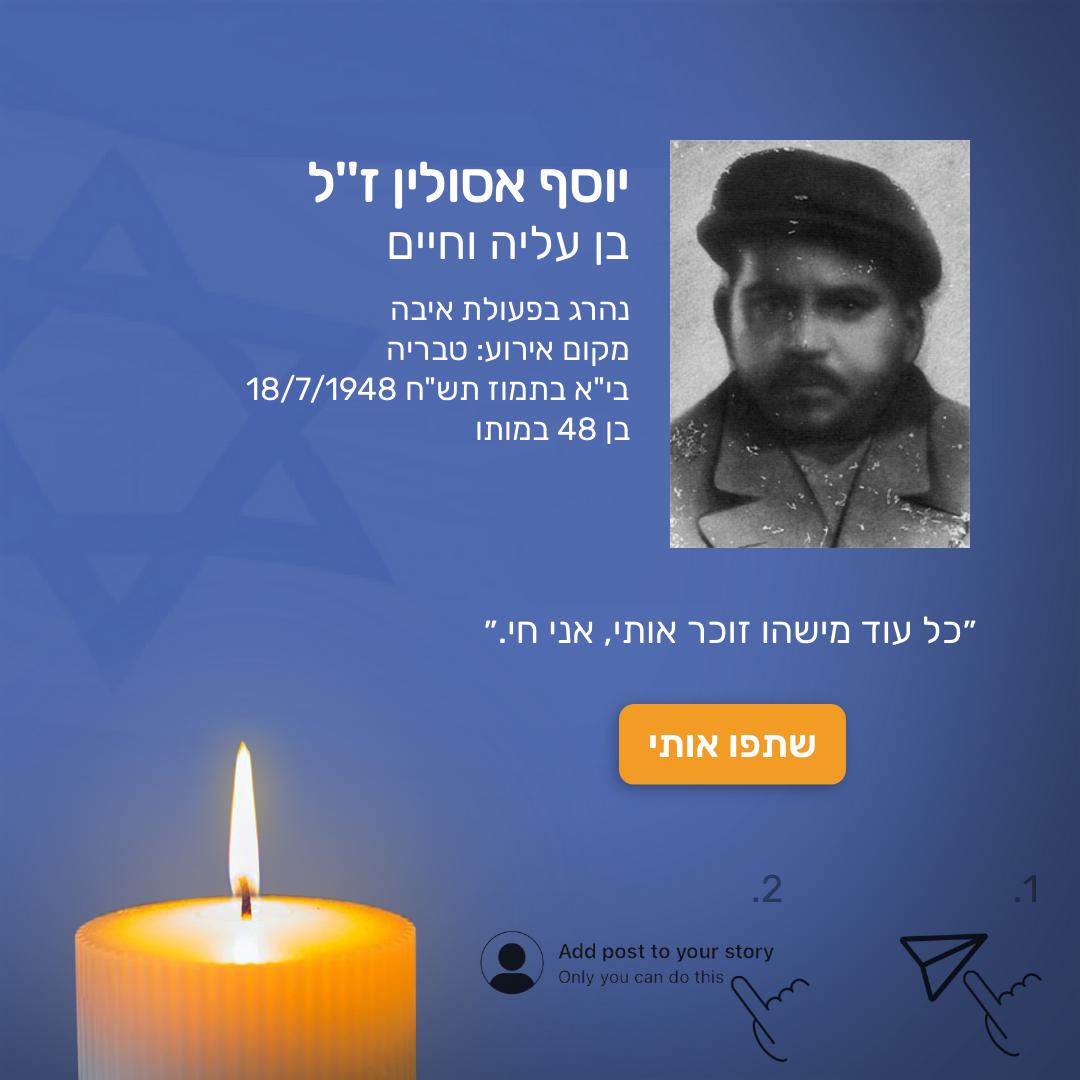 יוסף אסולין ז"ל
בן עליה וחיים
נהרג בפעולת איבה
מקום אירוע: טבריה
בי"א בתמוז תש"ח 18/7/1948
בן 48 במותו
״כל עוד מישהו זוכר אותי, אני חי.״
שתפו אותי
1.
2.
Add post to your story
Only you can do this